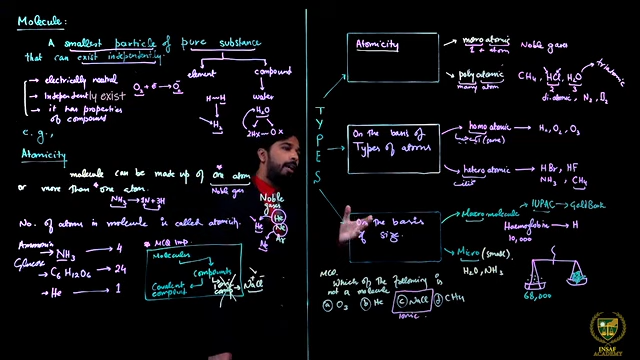 Molecule:
A smallest particle of pure substance
that can exist independently.
→ electrically neutral
→ Independently exist
→ it has properties
of compound
O₂ + e⁻ → O₂⁻
element
compound
H – H
H₂
water
H₂O
2H × – O ×
e.g.,
Atomicity
molecule can be made up of one atom
or more than one atom.
Noble gas
NH₃ → 1N + 3H
No. of atoms in molecule is called atomicity.
Ammonia → NH₃ → 4
Glucose → C₆H₁₂O₆ → 24
→ He → 1
Noble
gases
He
Ne
Ar
* MCQ Imp.
Molecules
Compounds
Covalent compound
Ionic
comp
NaCl
TYPES
Atomicity
→ mono atomic
1 + atom
Noble gases
→ poly atomic
many atom
CH₄, HCl, H₂O
2 3
triatomic
di-atomic, N₂, O₂
On the basis of
Types of atoms
→ homo atomic → H₂, O₂, O₃
(same)
→ hetero atomic → HBr, HF
NH₃, CH₄
On the basis
of size.
→ Macro molecule
IUPAC → Gold Book
Haemoglobin → H
10,000
→ Micro (small)
H₂O, NH₃
68,000
MCQ
Which of the following is
not a molecule
ⓐ O₃ ⓑ He ⓒ NaCl ⓓ CH₄
ionic
INSAF
ACADEMY